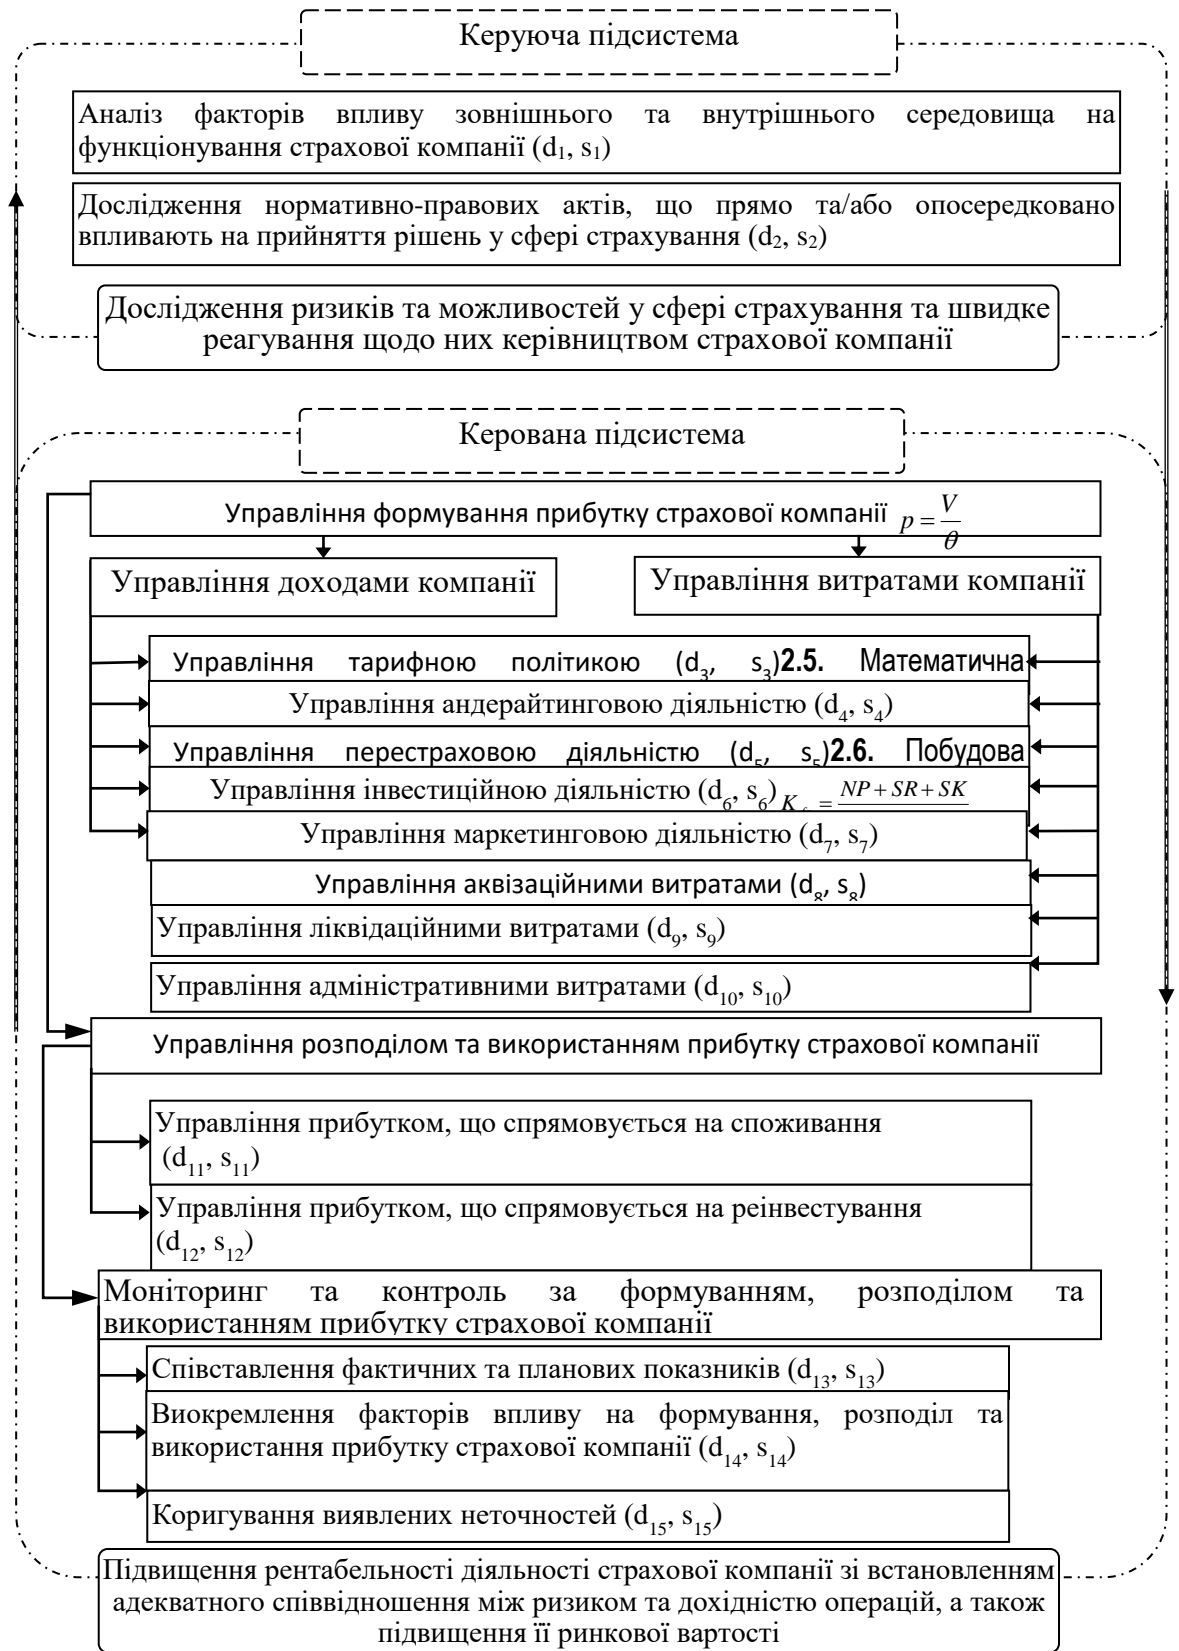 Керуюча підсистема
Аналіз факторів впливу зовнішнього та внутрішнього середовища на
функціонування страхової компанії (d₁, s₁)
Дослідження нормативно-правових актів, що прямо та/або опосередковано
впливають на прийняття рішень у сфері страхування (d₂, s₂)
Дослідження ризиків та можливостей у сфері страхування та швидке
реагування щодо них керівництвом страхової компанії
Керована підсистема
Управління формування прибутку страхової компанії p = V/θ
Управління доходами компанії
Управління витратами компанії
Управління тарифною політикою (d₃, s₃)2.5. Математична
Управління андерайтинговою діяльністю (d₄, s₄)
Управління перестраховою діяльністю (d₅, s₅)2.6. Побудова
Управління інвестиційною діяльністю (d₆, s₆) K = NP + SR + SK
Управління маркетинговою діяльністю (d₇, s₇)
Управління аквізаційними витратами (d₈, s₈)
Управління ліквідаційними витратами (d₉, s₉)
Управління адміністративними витратами (d₁₀, s₁₀)
Управління розподілом та використанням прибутку страхової компанії
Управління прибутком, що спрямовується на споживання
(d₁₁, s₁₁)
Управління прибутком, що спрямовується на реінвестування
(d₁₂, s₁₂)
Моніторинг та контроль за формуванням, розподілом та
використанням прибутку страхової компанії
Співставлення фактичних та планових показників (d₁₃, s₁₃)
Виокремлення факторів впливу на формування, розподіл та
використання прибутку страхової компанії (d₁₄, s₁₄)
Коригування виявлених неточностей (d₁₅, s₁₅)
Підвищення рентабельності діяльності страхової компанії зі встановленням
адекватного співвідношення між ризиком та дохідністю операцій, а також
підвищення її ринкової вартості